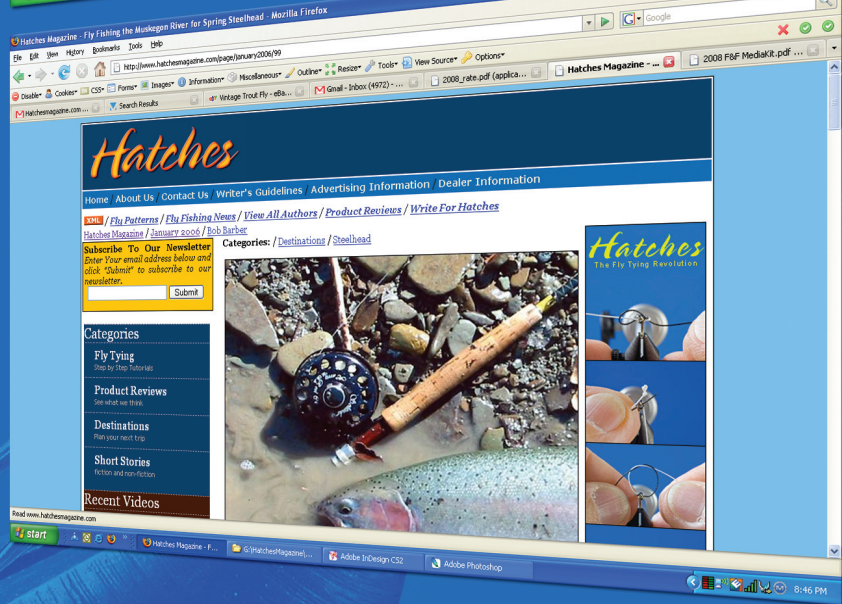 Hatches Magazine - Fly Fishing the Muskegon River for Spring Steelhead - Mozilla Firefox
File Edit View History Bookmarks Tools Help
http://www.hatchesmagazine.com/page/january2006/99
Google
Disable Cookies CSS Forms Images Information Miscellaneous Outline Resize Tools View Source Options
Hatchesmagazine.com ... Search Results Vintage Trout Fly - eBa... Gmail - Inbox (4972) - ... 2008_rate.pdf (applica... Hatches Magazine - ... 2008 F&F MediaKit.pdf ...
Hatches
Home / About Us / Contact Us / Writer's Guidelines / Advertising Information / Dealer Information
XML / Fly Patterns / Fly Fishing News / View All Authors / Product Reviews / Write For Hatches
Hatches Magazine / January 2006 / Bob Barber
Subscribe To Our Newsletter
Enter Your email address below and
click "Submit" to subscribe to our
newsletter.
Submit
Categories: / Destinations / Steelhead
Categories
Fly Tying
Step by Step Tutorials
Product Reviews
See what we think
Destinations
Plan your next trip
Short Stories
fiction and non-fiction
Recent Videos
Hatches
The Fly Tying Revolution
Read www.hatchesmagazine.com
start
Hatches Magazine - F...
G:\HatchesMagazine\...
Adobe InDesign CS2
Adobe Photoshop
8:46 PM